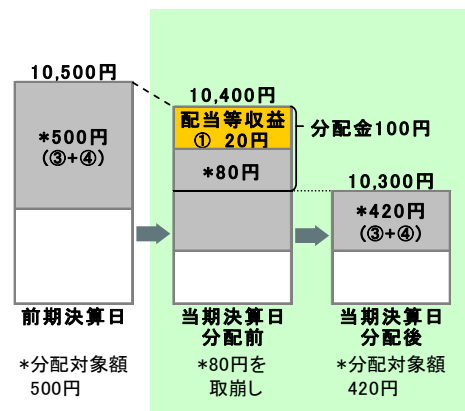 10,500円
*500円
(③+④)
前期決算日
*分配対象額
500円
10,400円
配当等収益
① 20円
*80円
分配金100円
当期決算日
分配前
*80円を
取崩し
10,300円
*420円
(③+④)
当期決算日
分配後
*分配対象額
420円